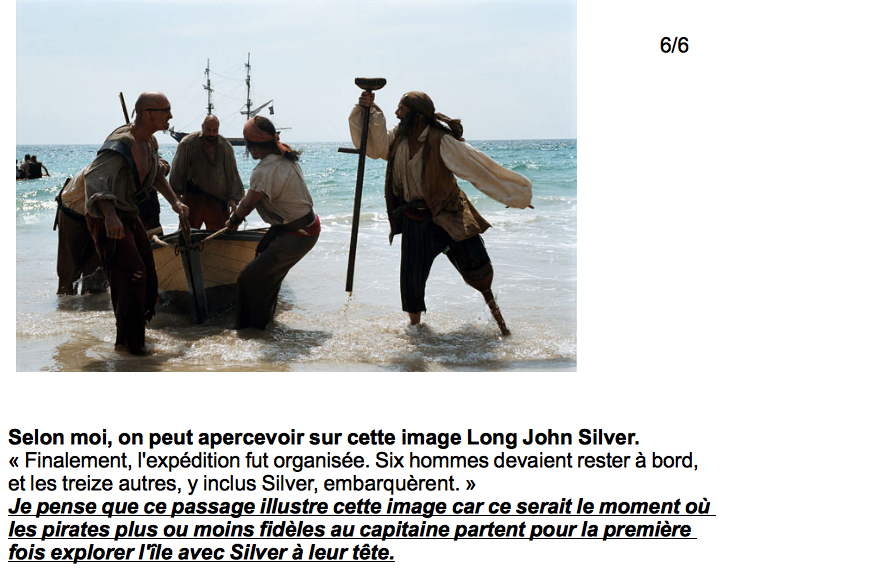 6/6
Selon moi, on peut apercevoir sur cette image Long John Silver.
« Finalement, l'expédition fut organisée. Six hommes devaient rester à bord,
et les treize autres, y inclus Silver, embarquèrent. »
Je pense que ce passage illustre cette image car ce serait le moment où
les pirates plus ou moins fidèles au capitaine partent pour la première
fois explorer l'île avec Silver à leur tête.